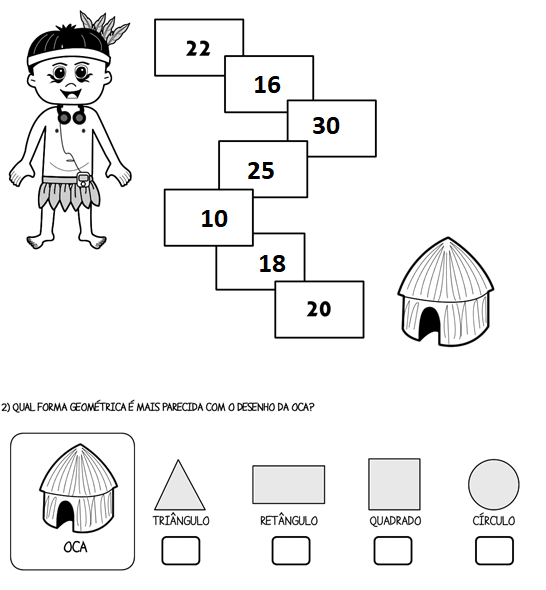 22
16
30
25
10
18
20
2) QUAL FORMA GEOMÉTRICA É MAIS PARECIDA COM O DESENHO DA OCA?
OCA
TRIÂNGULO RETÂNGULO QUADRADO CÍRCULO